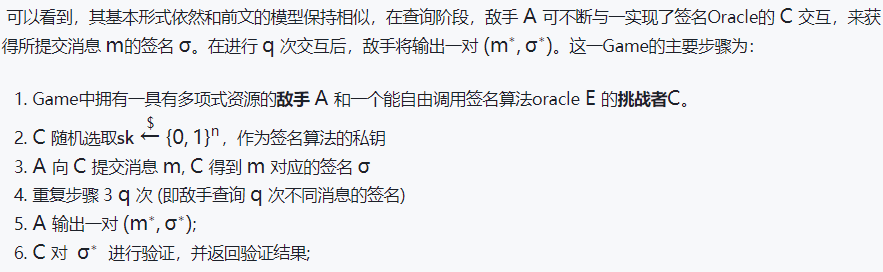 可以看到，其基本形式依然和前文的模型保持相似，在查询阶段，敌手 A 可不断与一实现了签名Oracle的 C 交互，来获
得所提交消息 m的签名 σ。在进行 q 次交互后，敌手将输出一对 (m*, σ*)。这一Game的主要步骤为：
1. Game中拥有一具有多项式资源的敌手 A 和一个能自由调用签名算法oracle E 的挑战者C。
2. C 随机选取sk ←$ {0, 1}ⁿ，作为签名算法的私钥
3. A 向 C 提交消息 m, C 得到 m 对应的签名 σ
4. 重复步骤 3 q 次 (即敌手查询 q 次不同消息的签名)
5. A 输出一对 (m*, σ*);
6. C 对 σ* 进行验证，并返回验证结果;